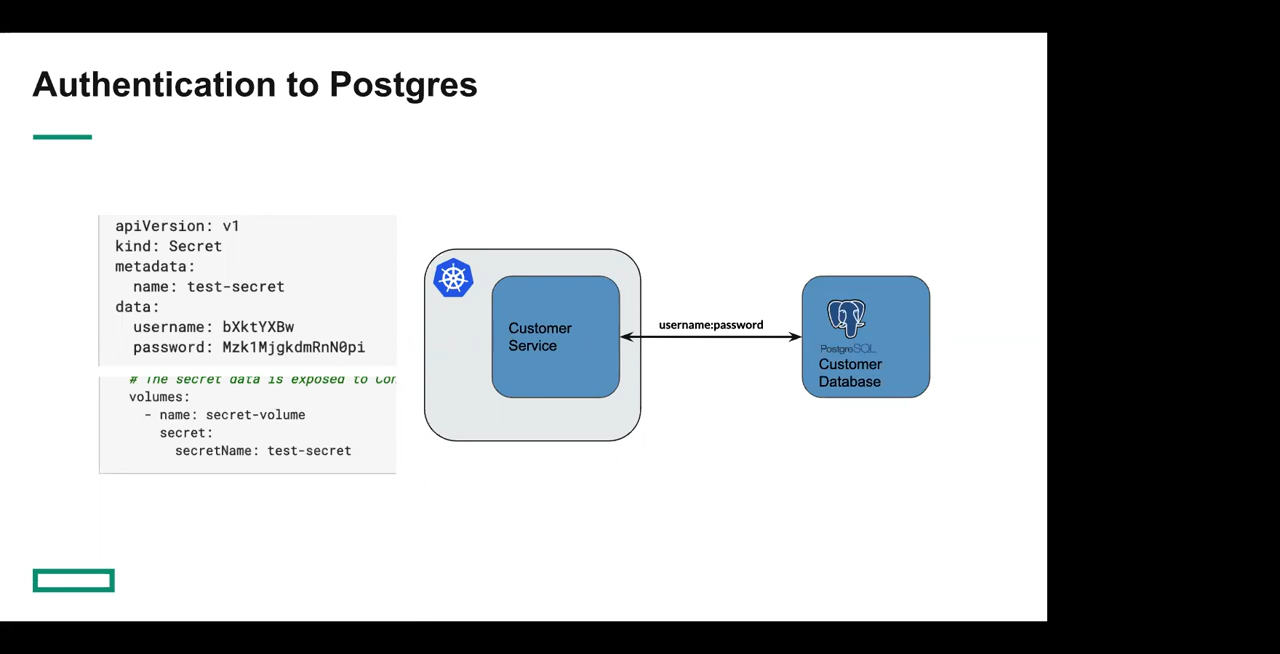 Authentication to Postgres
apiVersion: v1
kind: Secret
metadata:
name: test-secret
data:
username: bXktYXBw
password: Mzk1MjgkdmRnN0pi
# The secret data is exposed to Con
volumes:
- name: secret-volume
secret:
secretName: test-secret
Customer
Service
username:password
PostgreSQL
Customer
Database